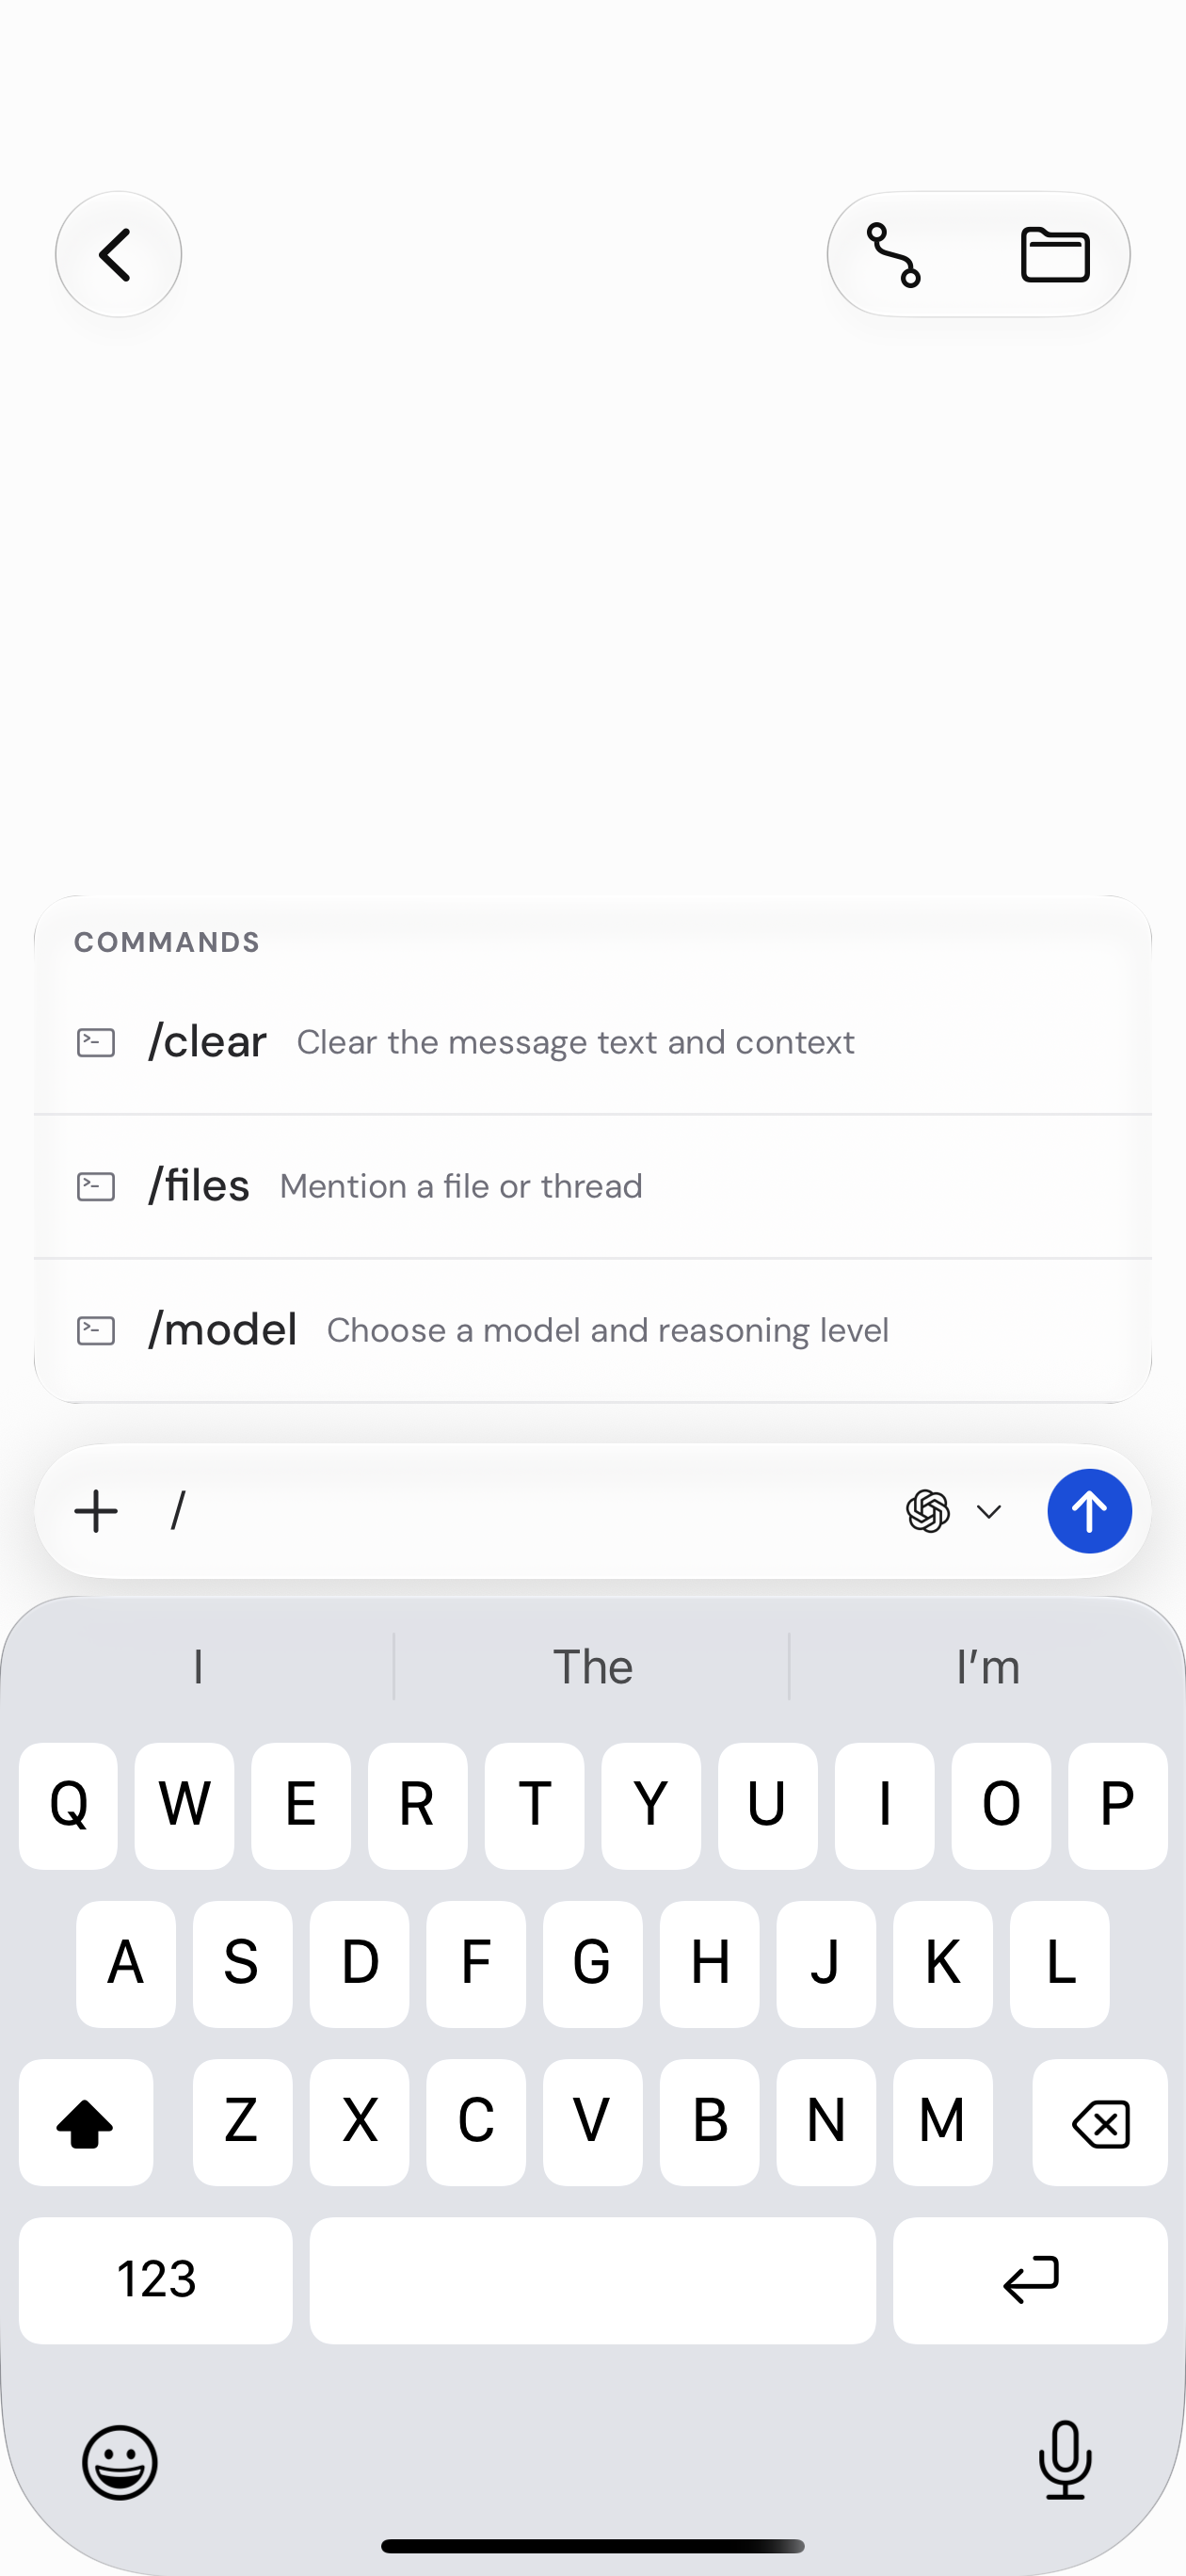 COMMANDS
/clear Clear the message text and context
/files Mention a file or thread
/model Choose a model and reasoning level
/
I The I'm
Q W E R T Y U I O P
A S D F G H J K L
Z X C V B N M
123